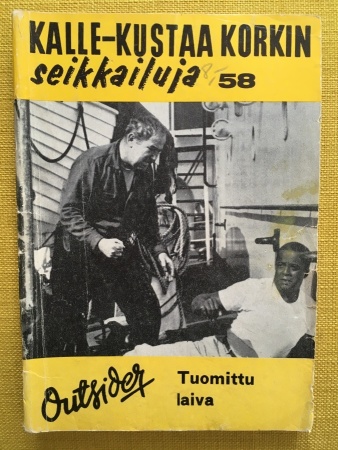 KALLE-KUSTAA KORKIN
seikkailuja 58
Outsider
Tuomittu
laiva